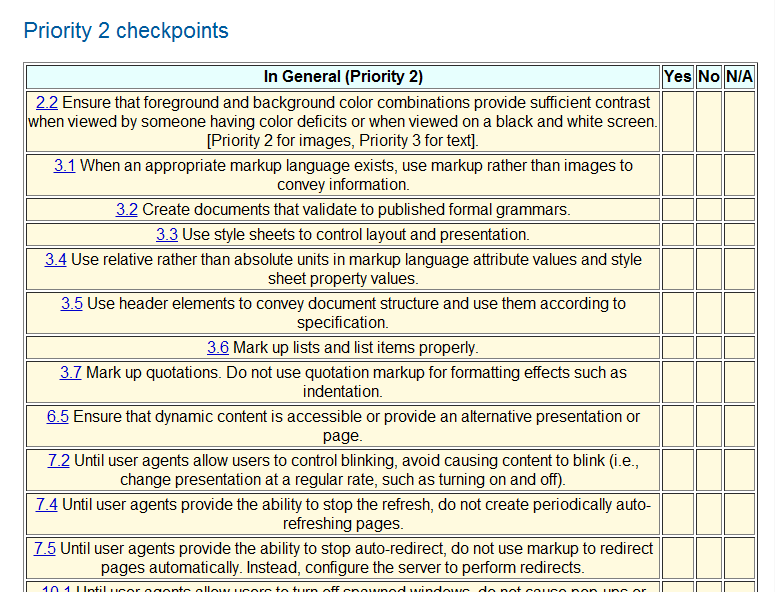 Priority 2 checkpoints
In General (Priority 2) Yes No N/A
2.2 Ensure that foreground and background color combinations provide sufficient contrast
when viewed by someone having color deficits or when viewed on a black and white screen.
[Priority 2 for images, Priority 3 for text].
3.1 When an appropriate markup language exists, use markup rather than images to
convey information.
3.2 Create documents that validate to published formal grammars.
3.3 Use style sheets to control layout and presentation.
3.4 Use relative rather than absolute units in markup language attribute values and style
sheet property values.
3.5 Use header elements to convey document structure and use them according to
specification.
3.6 Mark up lists and list items properly.
3.7 Mark up quotations. Do not use quotation markup for formatting effects such as
indentation.
6.5 Ensure that dynamic content is accessible or provide an alternative presentation or
page.
7.2 Until user agents allow users to control blinking, avoid causing content to blink (i.e.,
change presentation at a regular rate, such as turning on and off).
7.4 Until user agents provide the ability to stop the refresh, do not create periodically auto-
refreshing pages.
7.5 Until user agents provide the ability to stop auto-redirect, do not use markup to redirect
pages automatically. Instead, configure the server to perform redirects.
10.1 Until user agents allow users to turn off spawned windows, do not cause pop-ups or